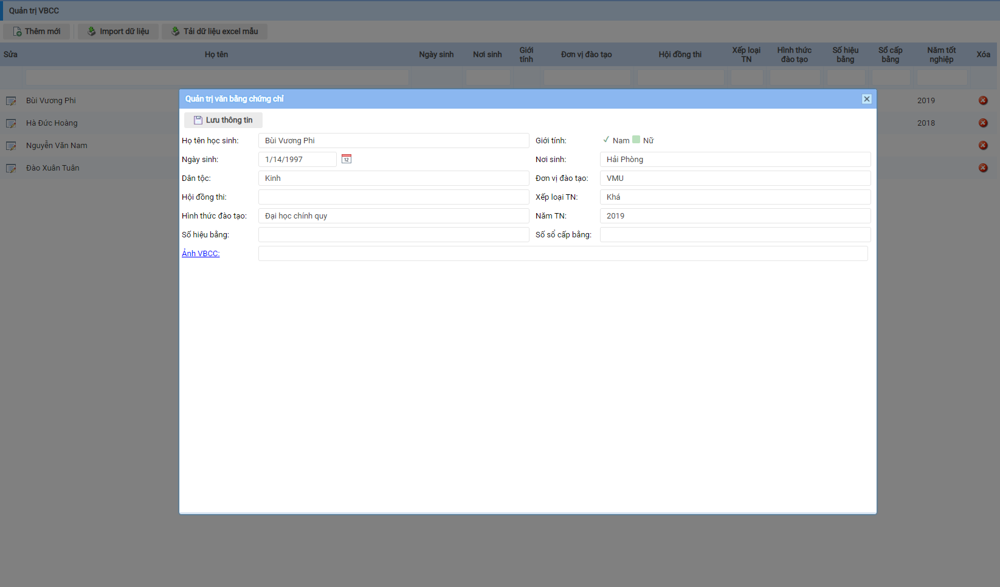 Quản trị VBCC
Thêm mới Import dữ liệu Tải dữ liệu excel mẫu
Sửa Họ tên Ngày sinh Nơi sinh Giới tính Đơn vị đào tạo Hội đồng thi Xếp loại TN Hình thức đào tạo Số hiệu bằng Sổ cấp bằng Năm tốt nghiệp Xóa
Bùi Vương Phi 2019
Hà Đức Hoàng 2018
Nguyễn Văn Nam
Đào Xuân Tuân
Quản trị văn bằng chứng chỉ
Lưu thông tin
Họ tên học sinh: Bùi Vương Phi Giới tính: Nam Nữ
Ngày sinh: 1/14/1997 12 Nơi sinh: Hải Phòng
Dân tộc: Kinh Đơn vị đào tạo: VMU
Hội đồng thi: Xếp loại TN: Khá
Hình thức đào tạo: Đại học chính quy Năm TN: 2019
Số hiệu bằng: Số sổ cấp bằng:
Ảnh VBCC: